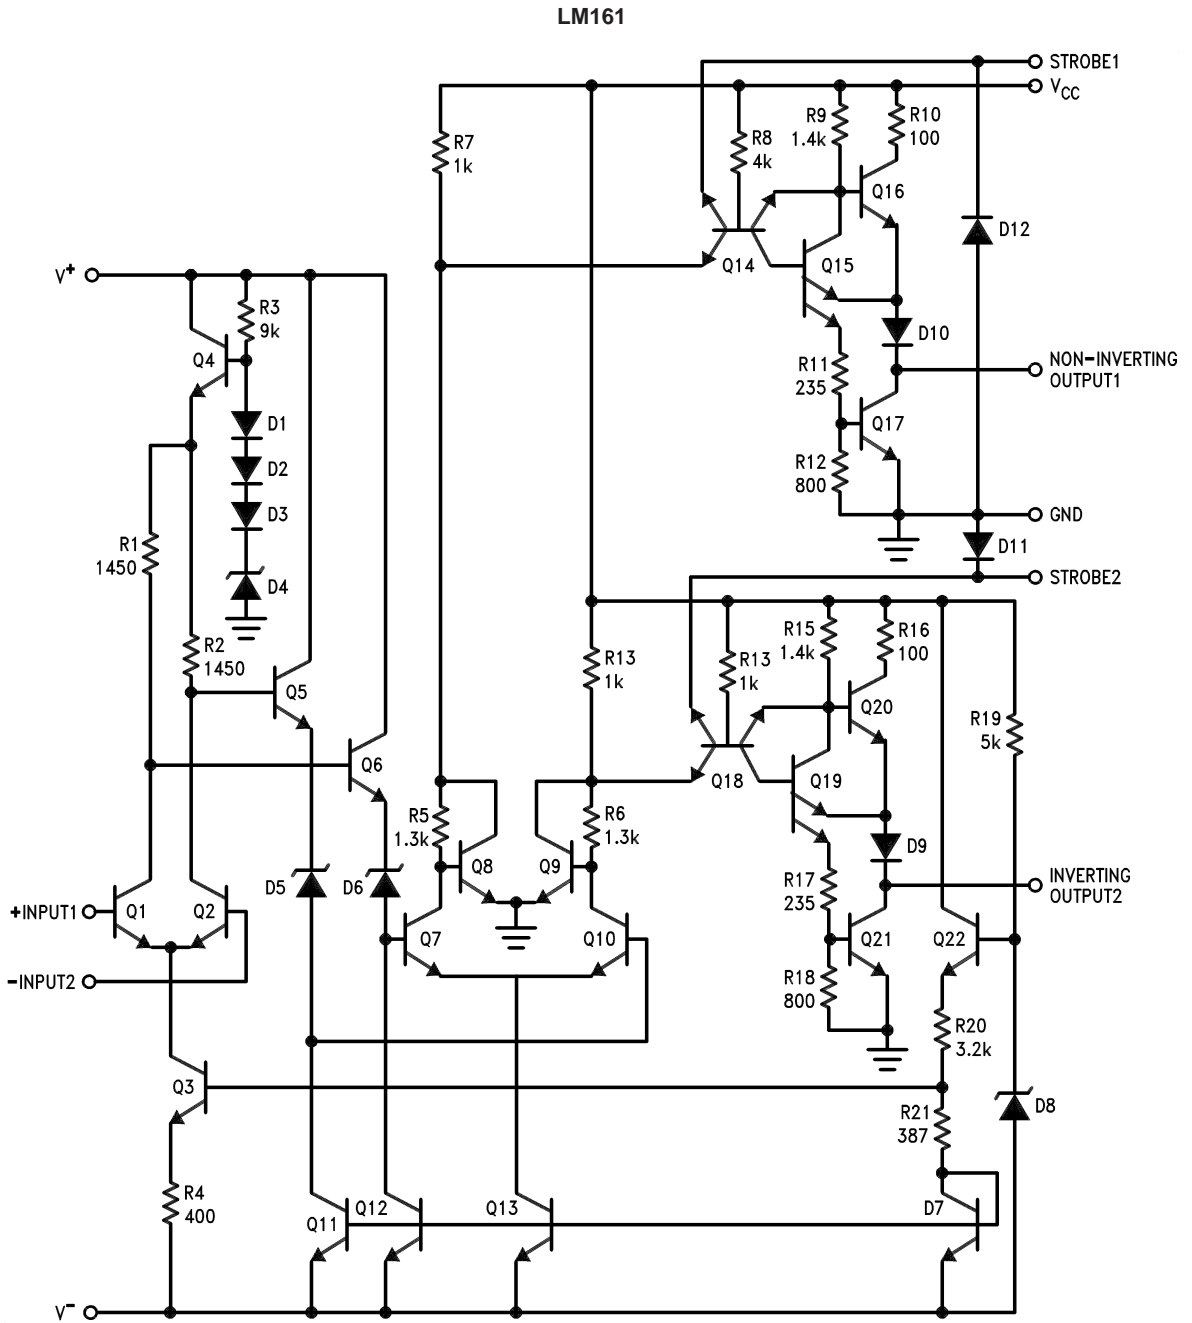 LM161
STROBE1
VCC
R7
1k
R8
4k
R9
1.4k
R10
100
Q16
D12
Q14
Q15
V+
R3
9k
Q4
D10
NON-INVERTING
OUTPUT1
R11
235
D1
Q17
D2
R12
800
D3
GND
R1
1450
D11
D4
STROBE2
R2
1450
R13
1k
R13
1k
R15
1.4k
R16
100
Q5
Q20
R19
5k
Q6
Q18
Q19
R5
1.3k
R6
1.3k
D9
Q8
Q9
D5
D6
R17
235
INVERTING
OUTPUT2
+INPUT1
Q1
Q2
Q7
Q10
Q21
Q22
-INPUT2
R18
800
R20
3.2k
Q3
R21
387
D8
R4
400
Q11
Q12
Q13
D7
V-